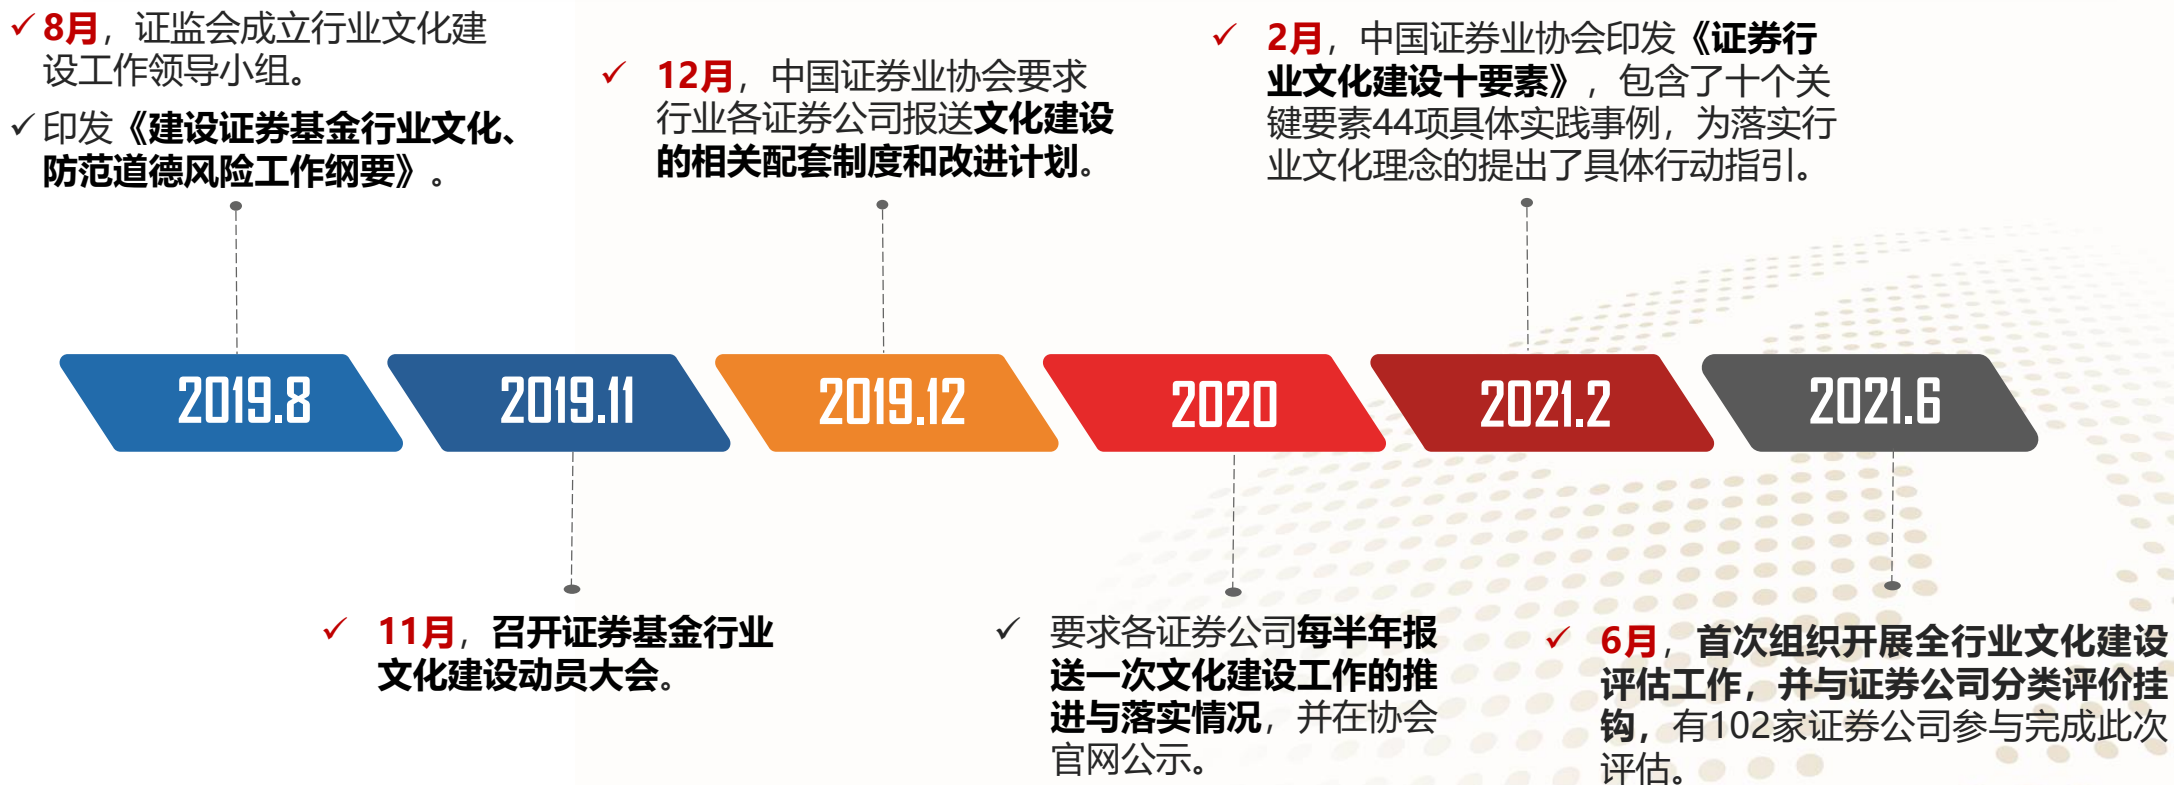 8月，证监会成立行业文化建
设工作领导小组。
印发《建设证券基金行业文化、
防范道德风险工作纲要》。
12月，中国证券业协会要求
行业各证券公司报送文化建设
的相关配套制度和改进计划。
2月，中国证券业协会印发《证券行
业文化建设十要素》，包含了十个关
键要素44项具体实践事例，为落实行
业文化理念的提出了具体行动指引。
2019.8
2019.11
2019.12
2020
2021.2
2021.6
11月，召开证券基金行业
文化建设动员大会。
要求各证券公司每半年报
送一次文化建设工作的推
进与落实情况，并在协会
官网公示。
6月，首次组织开展全行业文化建设
评估工作，并与证券公司分类评价挂
钩，有102家证券公司参与完成此次
评估。